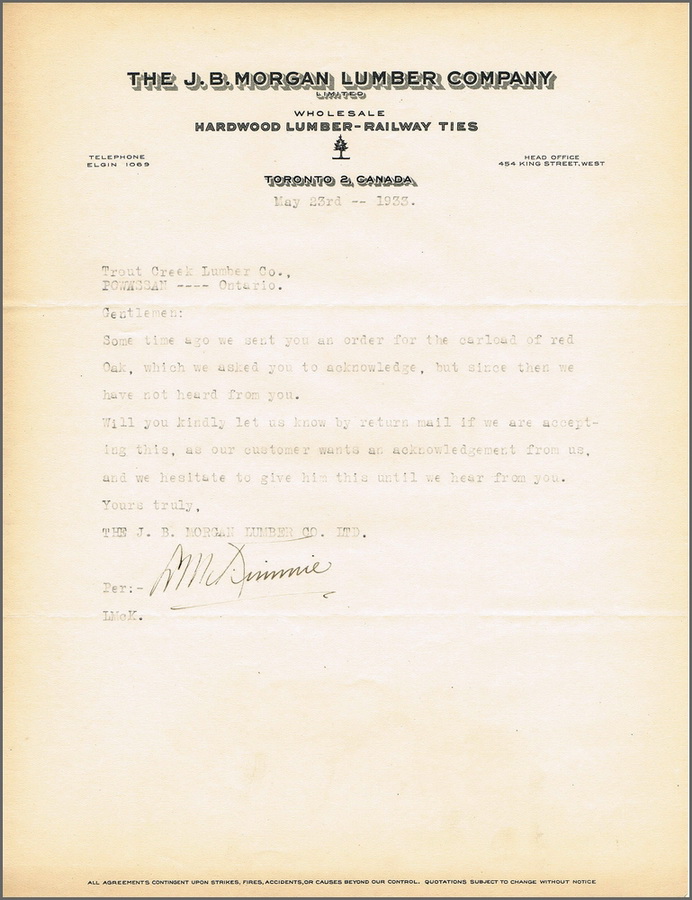 THE J. B. MORGAN LUMBER COMPANY
LIMITED
WHOLESALE
HARDWOOD LUMBER-RAILWAY TIES
TELEPHONE
ELGIN 1069
HEAD OFFICE
454 KING STREET, WEST
TORONTO 2, CANADA
May 23rd -- 1933.
Trout Creek Lumber Co.,
POWASSAN ---- Ontario.
Gentlemen:
Some time ago we sent you an order for the carload of red
Oak, which we asked you to acknowledge, but since then we
have not heard from you.
Will you kindly let us know by return mail if we are accept-
ing this, as our customer wants an acknowledgement from us,
and we hesitate to give him this until we hear from you.
Yours truly,
THE J. B. MORGAN LUMBER CO. LTD.
Per:-
LMcK.
ALL AGREEMENTS CONTINGENT UPON STRIKES, FIRES, ACCIDENTS, OR CAUSES BEYOND OUR CONTROL. QUOTATIONS SUBJECT TO CHANGE WITHOUT NOTICE